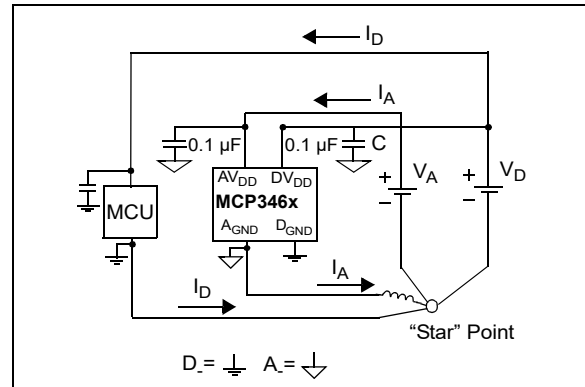 I_D
I_A
0.1 µF
0.1 µF
C
AV_DD
DV_DD
V_A
V_D
+
+
MCP346x
MCU
−
−
A_GND
D_GND
I_A
I_D
"Star" Point
D_-=
A_-=